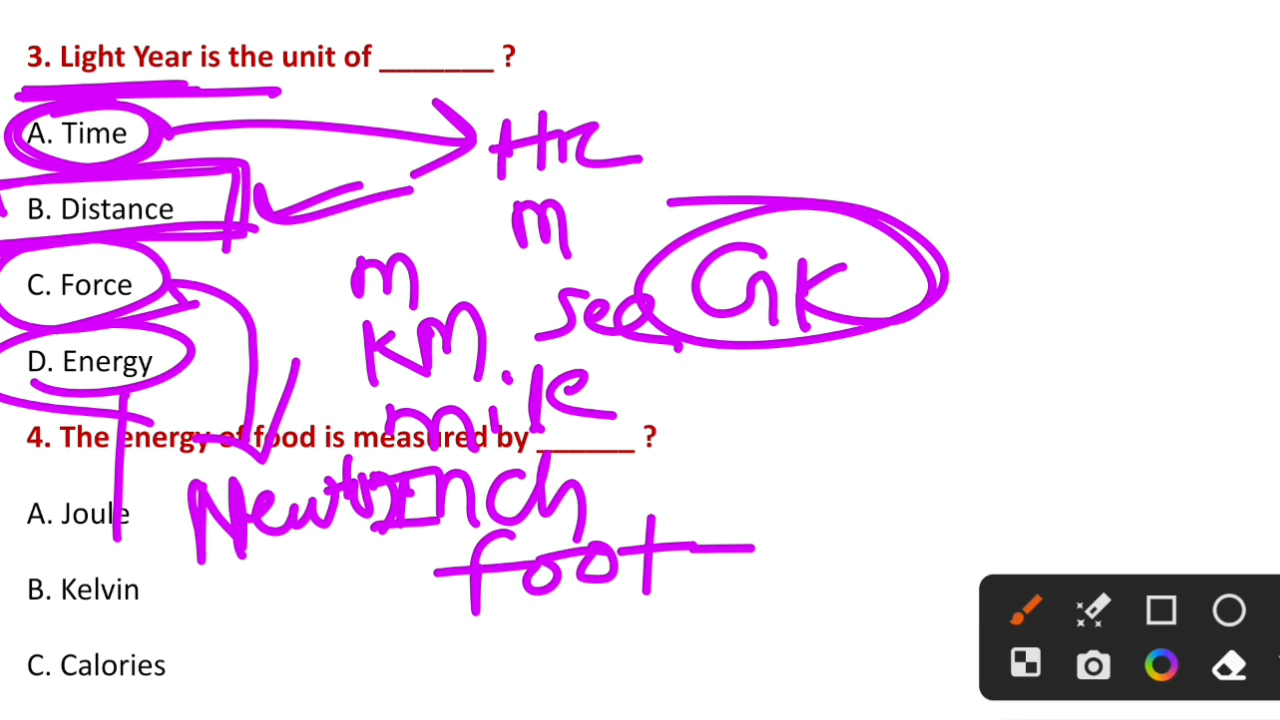 3. Light Year is the unit of _______ ?
A. Time
Hr
m
B. Distance
C. Force
m
Sec
GK
KM
D. Energy
mile
4. The energy of food is measured by ______ ?
Newton
Inch
A. Joule
foot
B. Kelvin
C. Calories